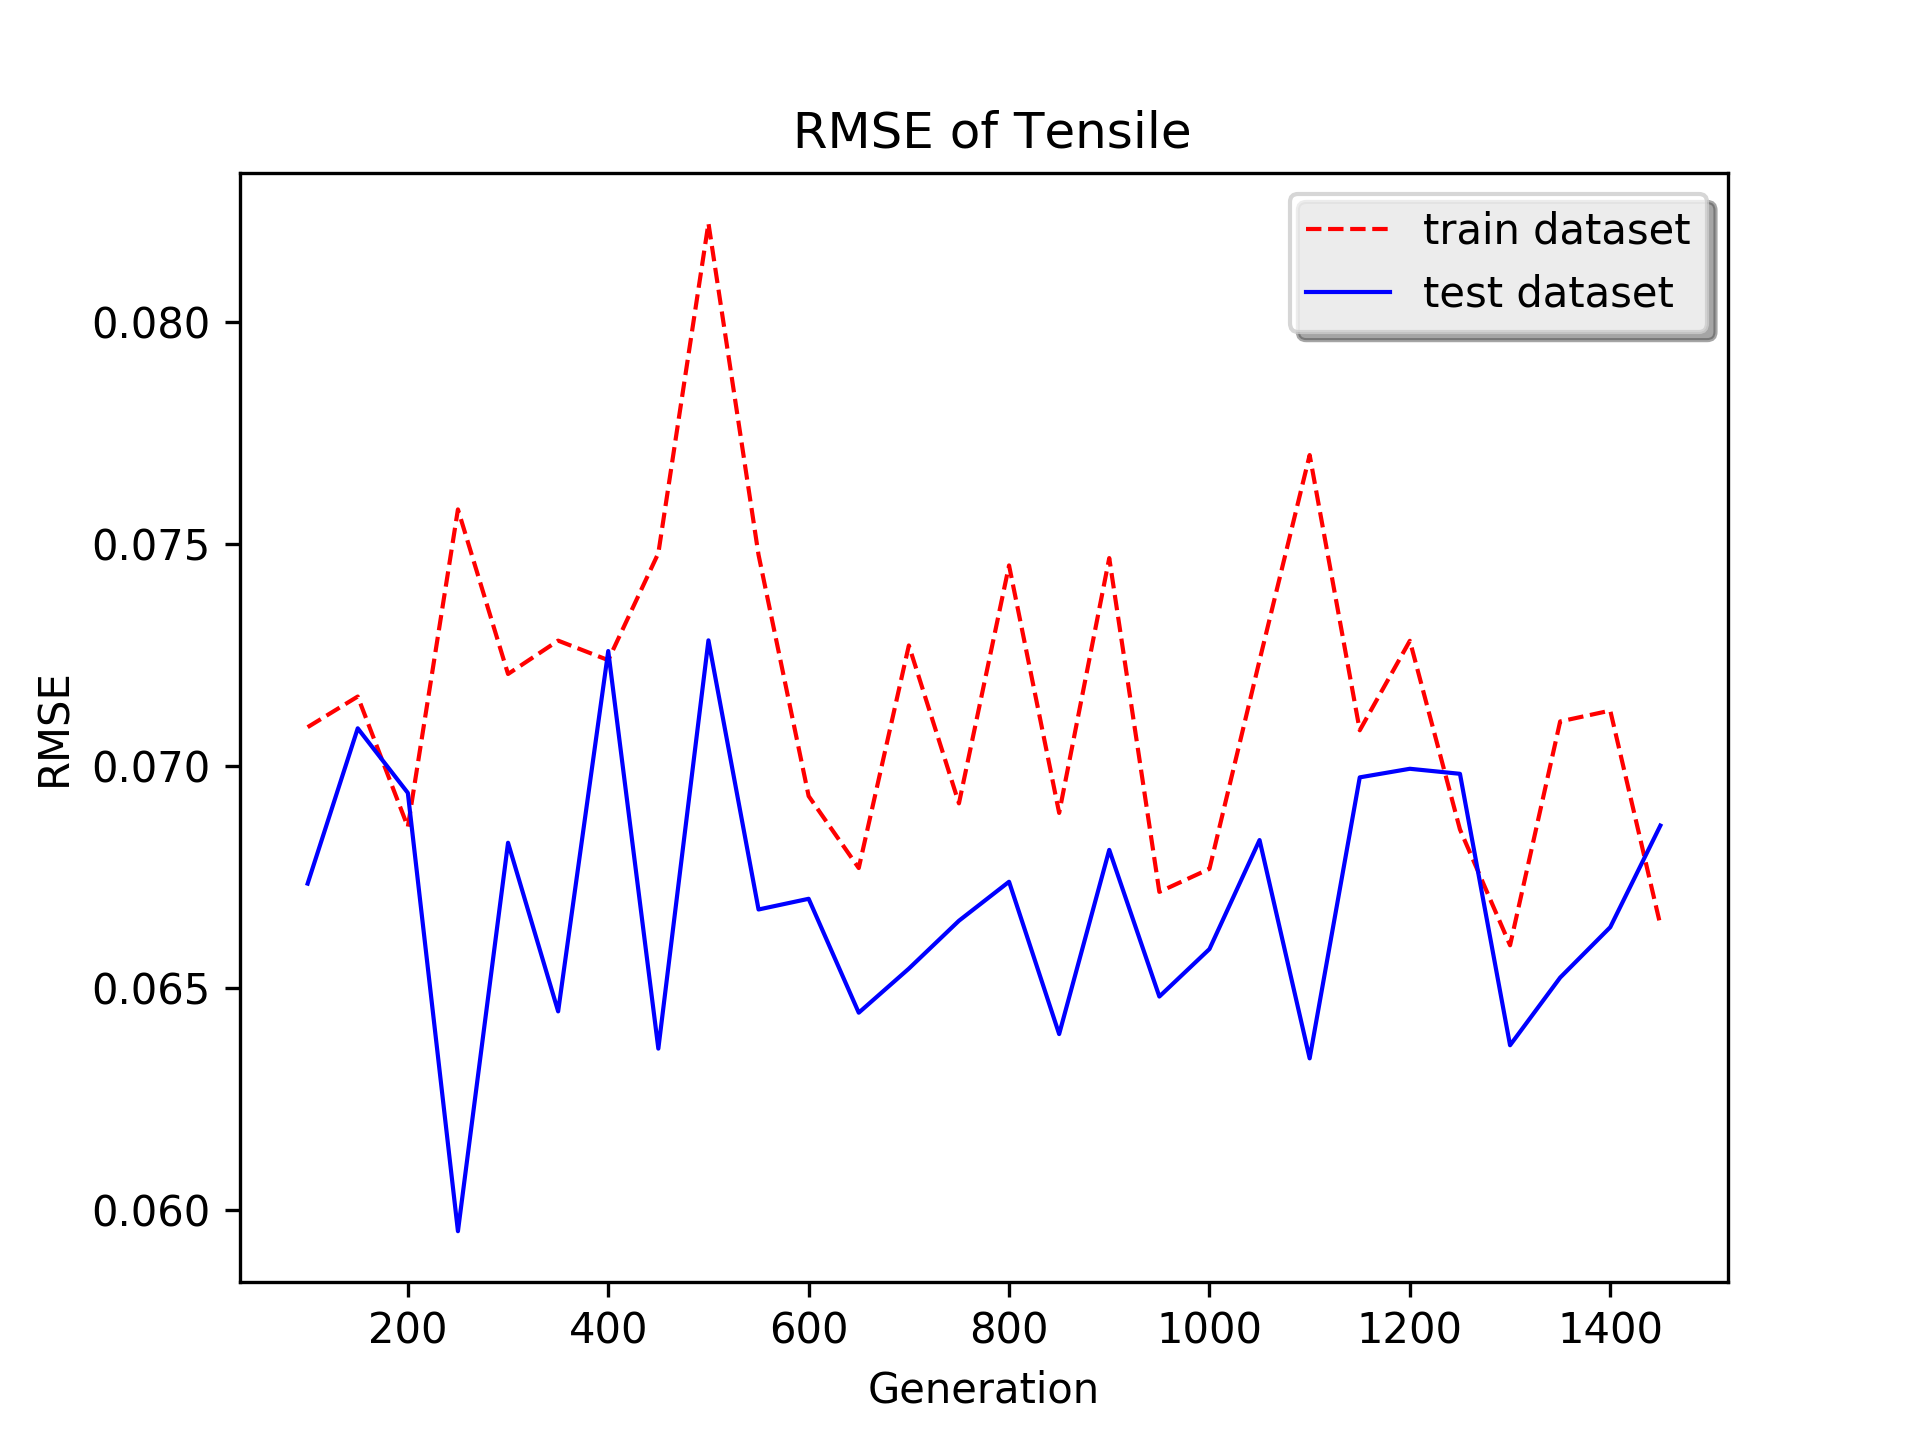 RMSE of Tensile
train dataset
test dataset
0.080
0.075
0.070
0.065
0.060
RMSE
200 400 600 800 1000 1200 1400
Generation